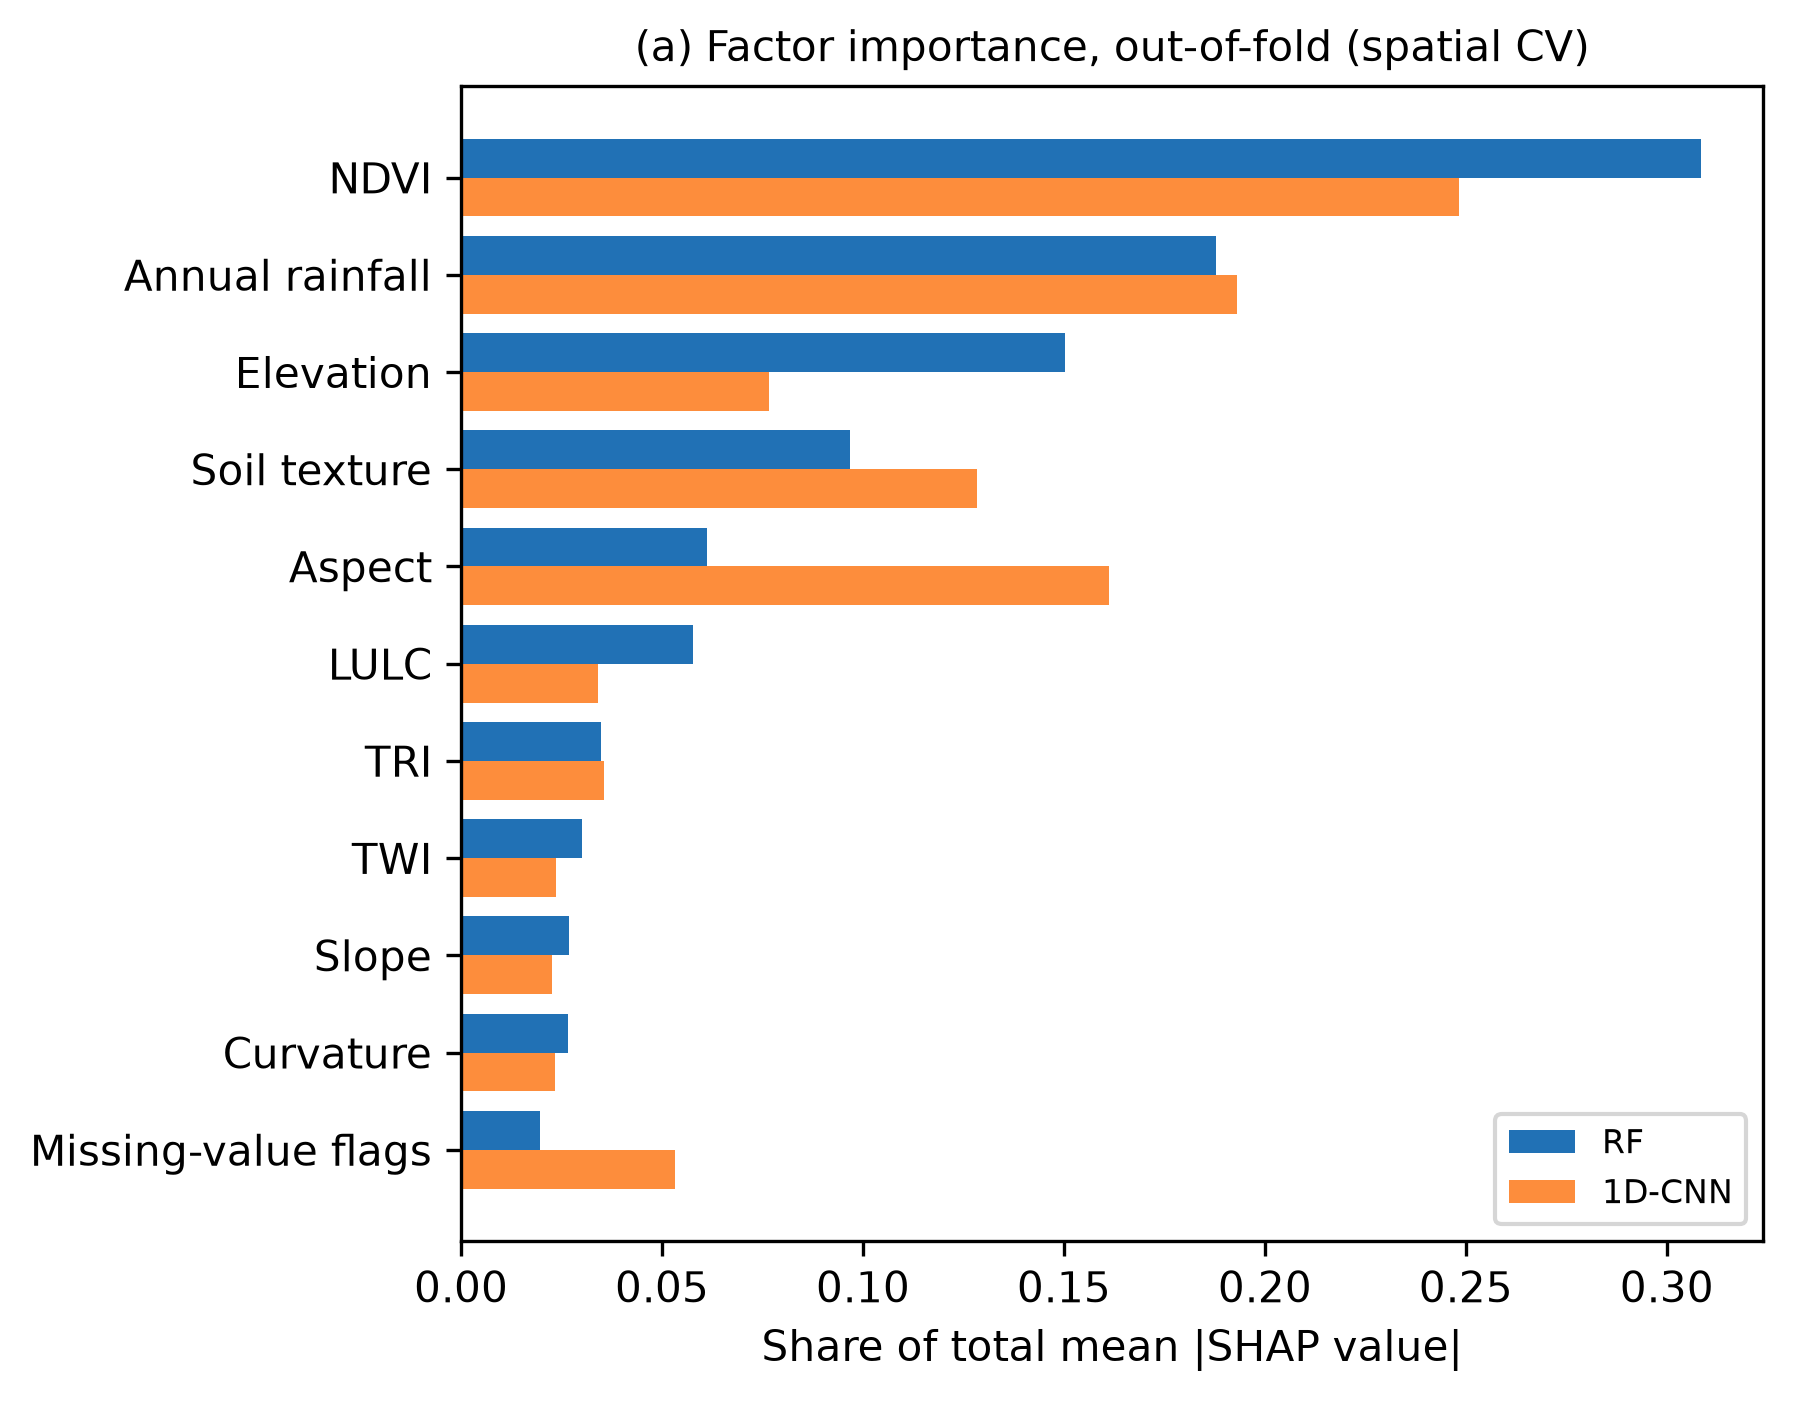 (a) Factor importance, out-of-fold (spatial CV)
NDVI
Annual rainfall
Elevation
Soil texture
Aspect
LULC
TRI
TWI
Slope
Curvature
Missing-value flags
RF
1D-CNN
0.00 0.05 0.10 0.15 0.20 0.25 0.30
Share of total mean |SHAP value|